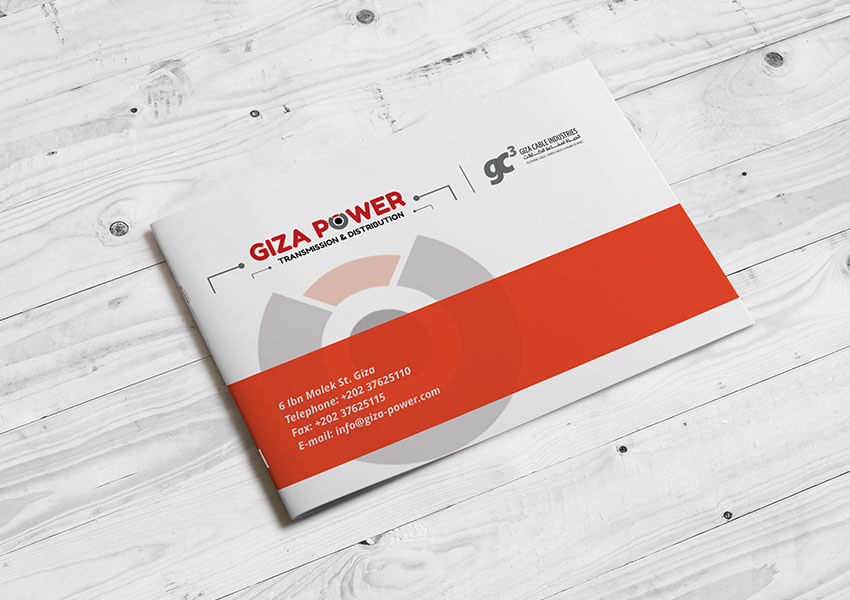 GIZA POWER
TRANSMISSION & DISTRIBUTION
gc3
GIZA CABLE INDUSTRIES
6 Ibn Malek St. Giza
Telephone: +202 37625110
Fax: +202 37625115
E-mail: info@giza-power.com